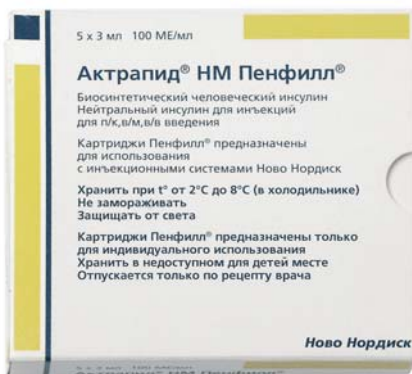 5 x 3 мл 100 МЕ/мл
Актрапид® НМ Пенфилл®
Биосинтетический человеческий инсулин
Нейтральный инсулин для инъекций
для п/к,в/м,в/в введения
Картриджи Пенфилл® предназначены
для использования
с инъекционными системами Ново Нордиск
Хранить при t° от 2°С до 8°С (в холодильнике)
Не замораживать
Защищать от света
Картриджи Пенфилл® предназначены только
для индивидуального использования
Хранить в недоступном для детей месте
Отпускается только по рецепту врача
Ново Нордиск